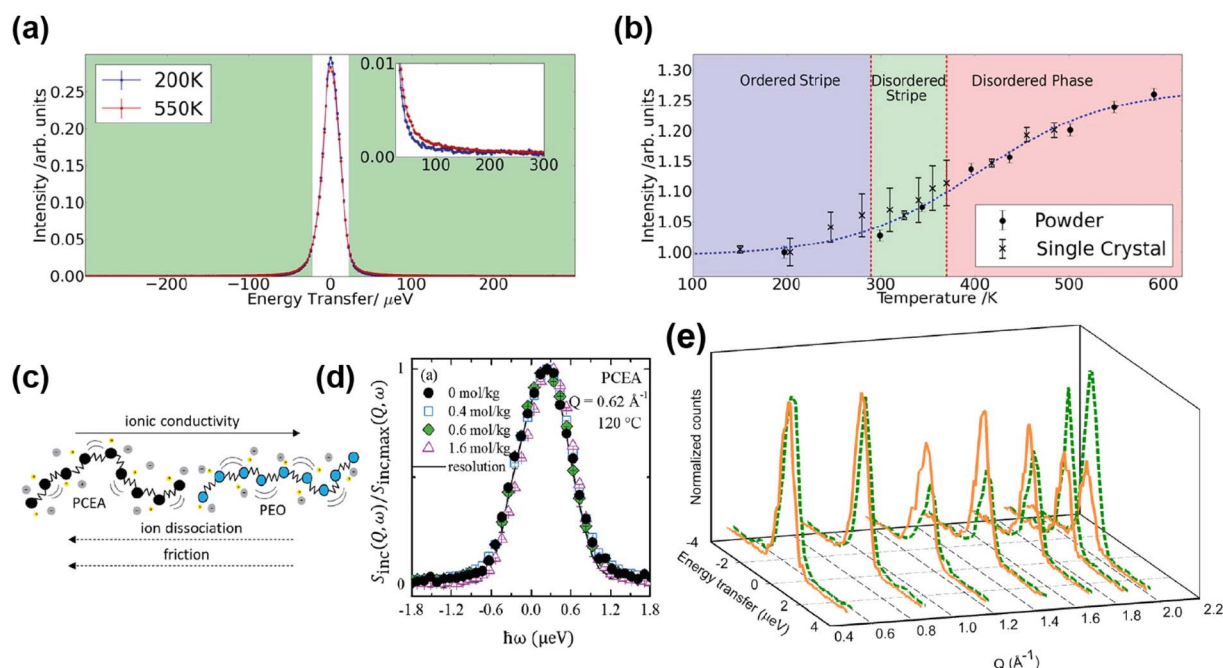 (a)
Intensity /arb. units
0.25
0.20
0.15
0.10
0.05
0.00
200K
550K
0.01
0.00
100
200
300
−200
−100
0
100
200
Energy Transfer/ μeV
(b)
Intensity /arb. units
1.30
1.25
1.20
1.15
1.10
1.05
1.00
Ordered Stripe
Disordered
Stripe
Disordered Phase
Powder
Single Crystal
100
200
300
400
500
600
Temperature /K
(c)
ionic conductivity
PCEA
PEO
ion dissociation
friction
(d)
Sinc(Q, ω)/Sinc,max(Q, ω)
1
0
(a)
0 mol/kg
0.4 mol/kg
0.6 mol/kg
1.6 mol/kg
resolution
PCEA
Q = 0.62 Å-1
120 °C
-1.8
-0.6
0.0
0.6
1.2
1.8
ħω (μeV)
(e)
Normalized counts
-4
-2
0
2
4
Energy transfer (μeV)
0.4
0.6
0.8
1.0
1.2
1.4
1.6
1.8
2.0
2.2
Q (Å-1)